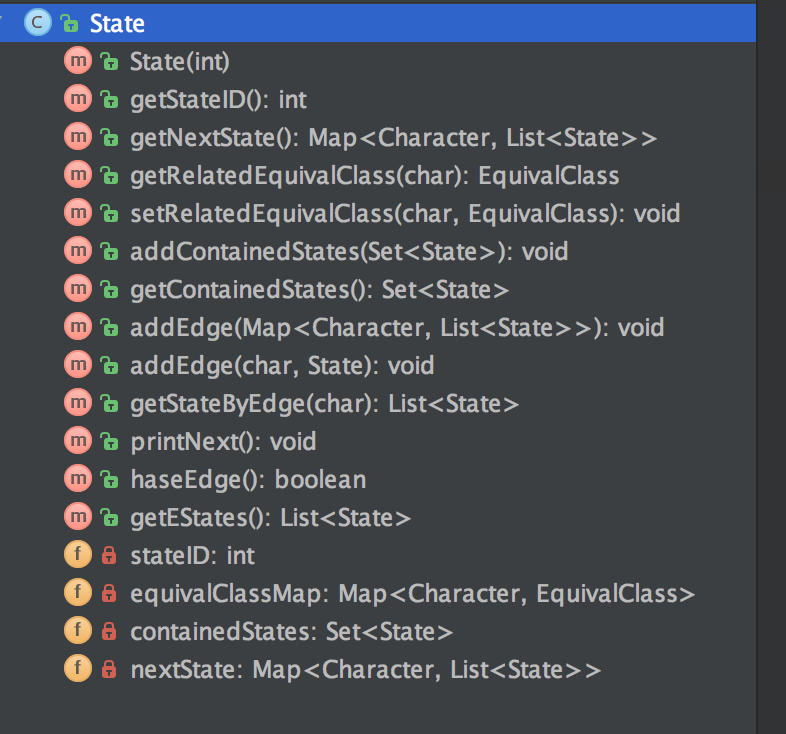 C State
m State(int)
m getStateID(): int
m getNextState(): Map<Character, List<State>>
m getRelatedEquivalClass(char): EquivalClass
m setRelatedEquivalClass(char, EquivalClass): void
m addContainedStates(Set<State>): void
m getContainedStates(): Set<State>
m addEdge(Map<Character, List<State>>): void
m addEdge(char, State): void
m getStateByEdge(char): List<State>
m printNext(): void
m haseEdge(): boolean
m getEStates(): List<State>
f stateID: int
f equivalClassMap: Map<Character, EquivalClass>
f containedStates: Set<State>
f nextState: Map<Character, List<State>>